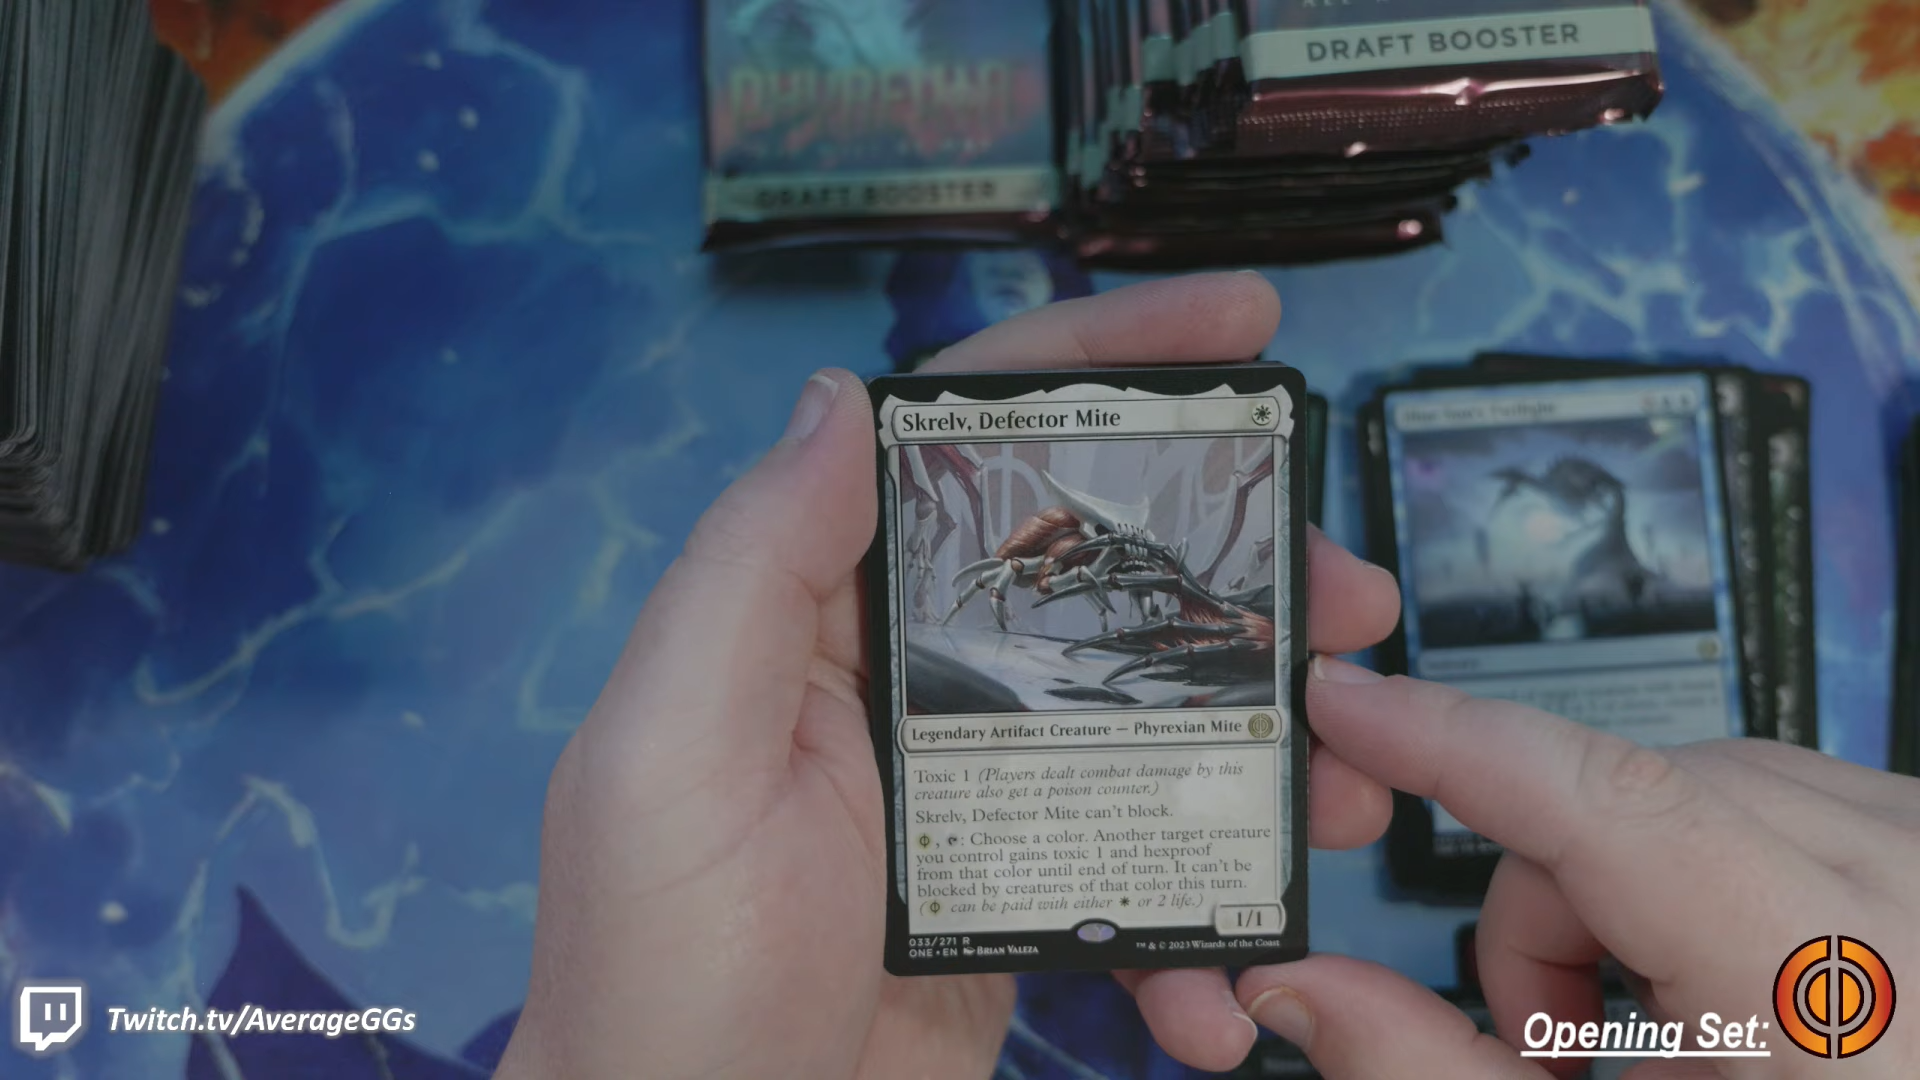 DRAFT BOOSTER
DRAFT BOOSTER
Skrelv, Defector Mite
Legendary Artifact Creature — Phyrexian Mite
Toxic 1 (Players dealt combat damage by this
creature also get a poison counter.)
Skrelv, Defector Mite can't block.
, : Choose a color. Another target creature
you control gains toxic 1 and hexproof
from that color until end of turn. It can't be
blocked by creatures of that color this turn.
( can be paid with either or 2 life.)
1/1
033/271 R
ONE • EN BRIAN VALEZA
™ & © 2023 Wizards of the Coast
Twitch.tv/AverageGGs
Opening Set: